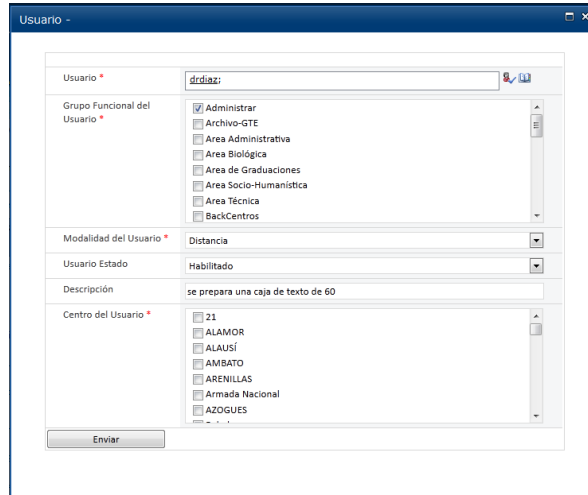 Usuario -
Usuario * drdiaz;
Grupo Funcional del Usuario *
Administrar
Archivo-GTE
Area Administrativa
Area Biológica
Area de Graduaciones
Area Socio-Humanística
Area Técnica
BackCentros
Modalidad del Usuario * Distancia
Usuario Estado Habilitado
Descripción se prepara una caja de texto de 60
Centro del Usuario *
21
ALAMOR
ALAUSÍ
AMBATO
ARENILLAS
Armada Nacional
AZOGUES
Enviar